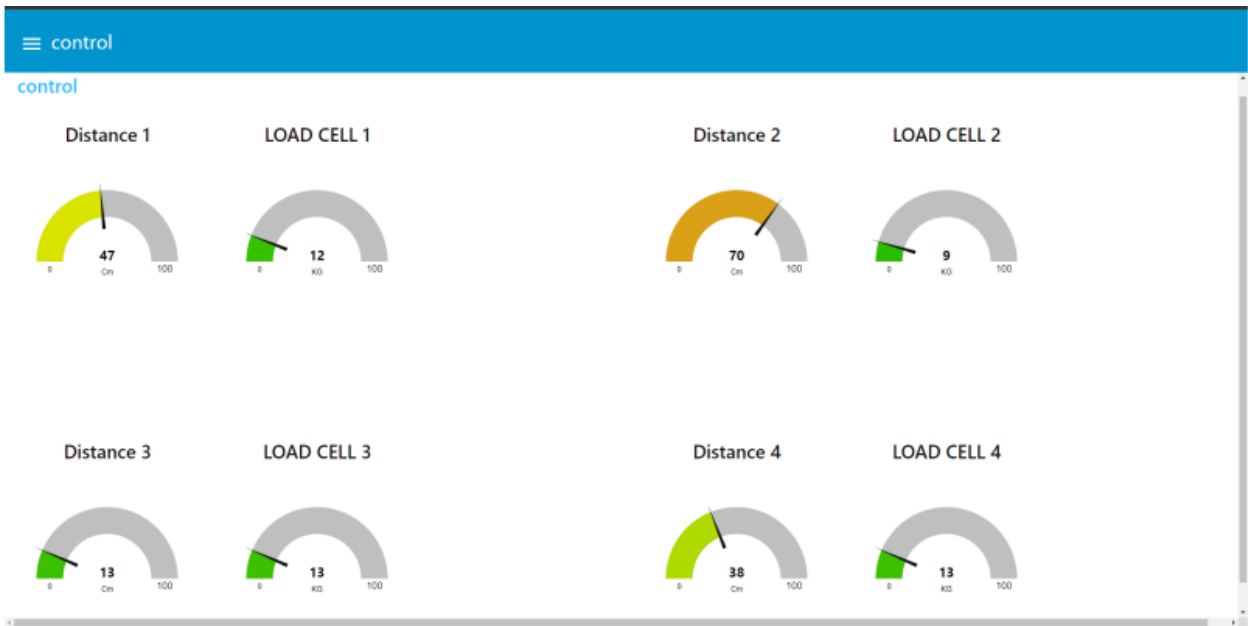 control
control
Distance 1 LOAD CELL 1 Distance 2 LOAD CELL 2
47 12 70 9
0 Cm 100 0 KG 100 0 Cm 100 0 KG 100
Distance 3 LOAD CELL 3 Distance 4 LOAD CELL 4
13 13 38 13
0 Cm 100 0 KG 100 0 Cm 100 0 KG 100